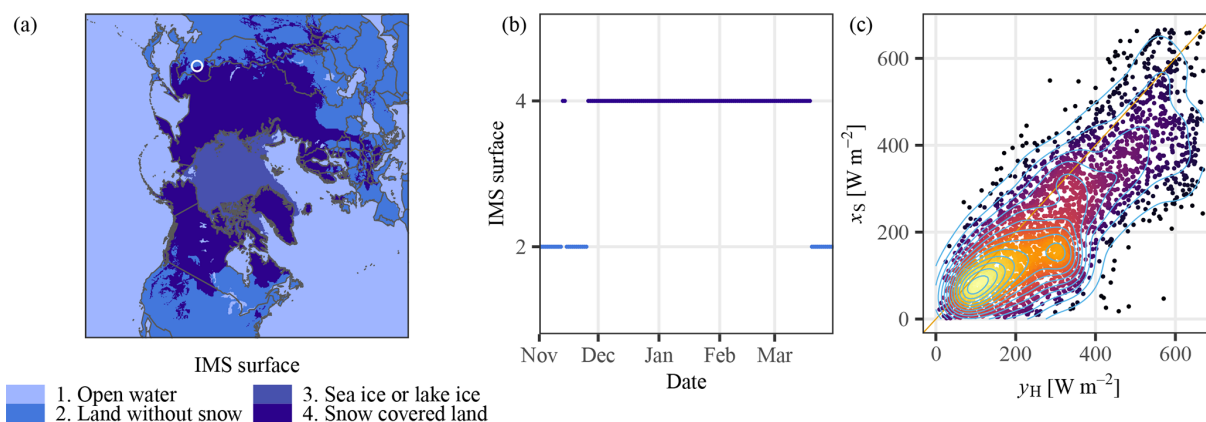 (a)
IMS surface
1. Open water
2. Land without snow
3. Sea ice or lake ice
4. Snow covered land
(b)
IMS surface
4
2
Nov Dec Jan Feb Mar
Date
(c)
x_S [W m⁻²]
600
400
200
0
0 200 400 600
y_H [W m⁻²]